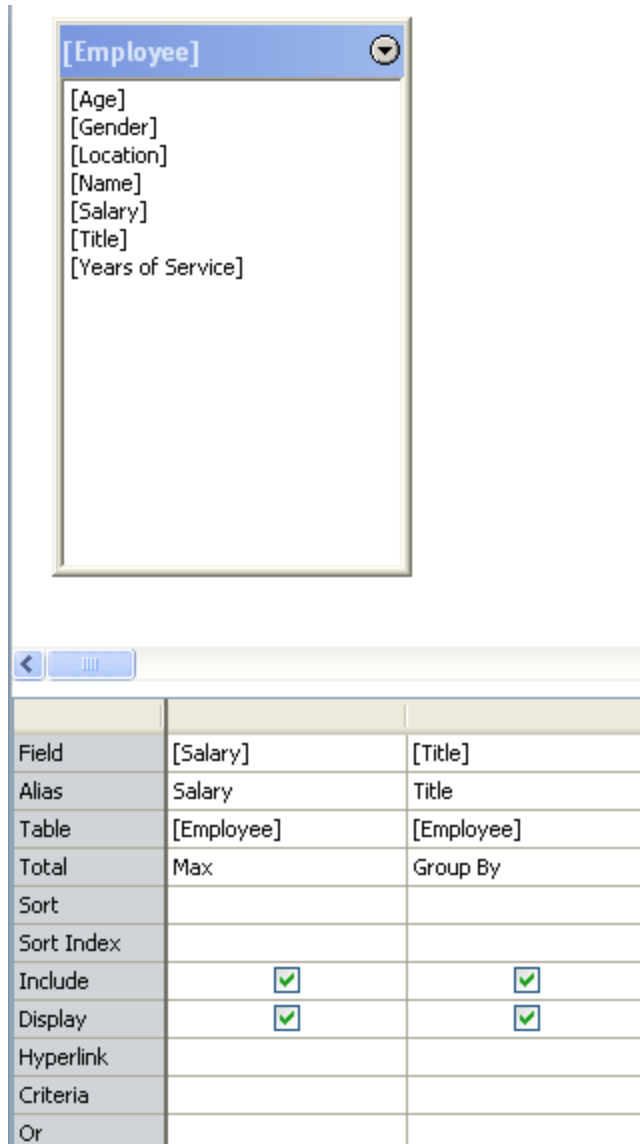 [Employee]
[Age]
[Gender]
[Location]
[Name]
[Salary]
[Title]
[Years of Service]
Field [Salary] [Title]
Alias Salary Title
Table [Employee] [Employee]
Total Max Group By
Sort
Sort Index
Include
Display
Hyperlink
Criteria
Or